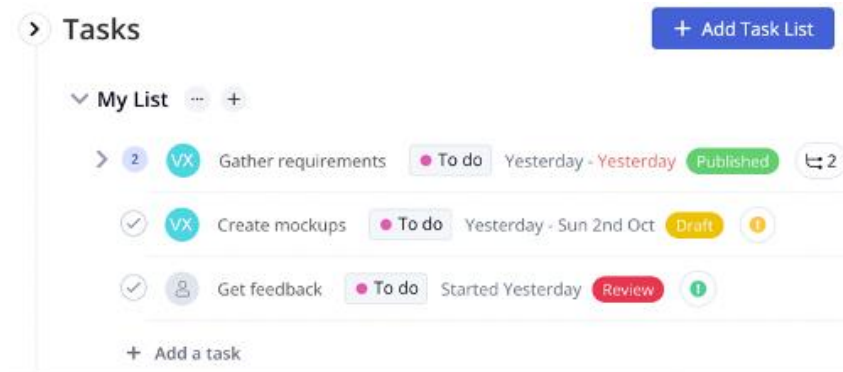 Tasks + Add Task List
My List ... +
2 VX Gather requirements To do Yesterday - Yesterday Published 2
VX Create mockups To do Yesterday - Sun 2nd Oct Draft
Get feedback To do Started Yesterday Review
+ Add a task